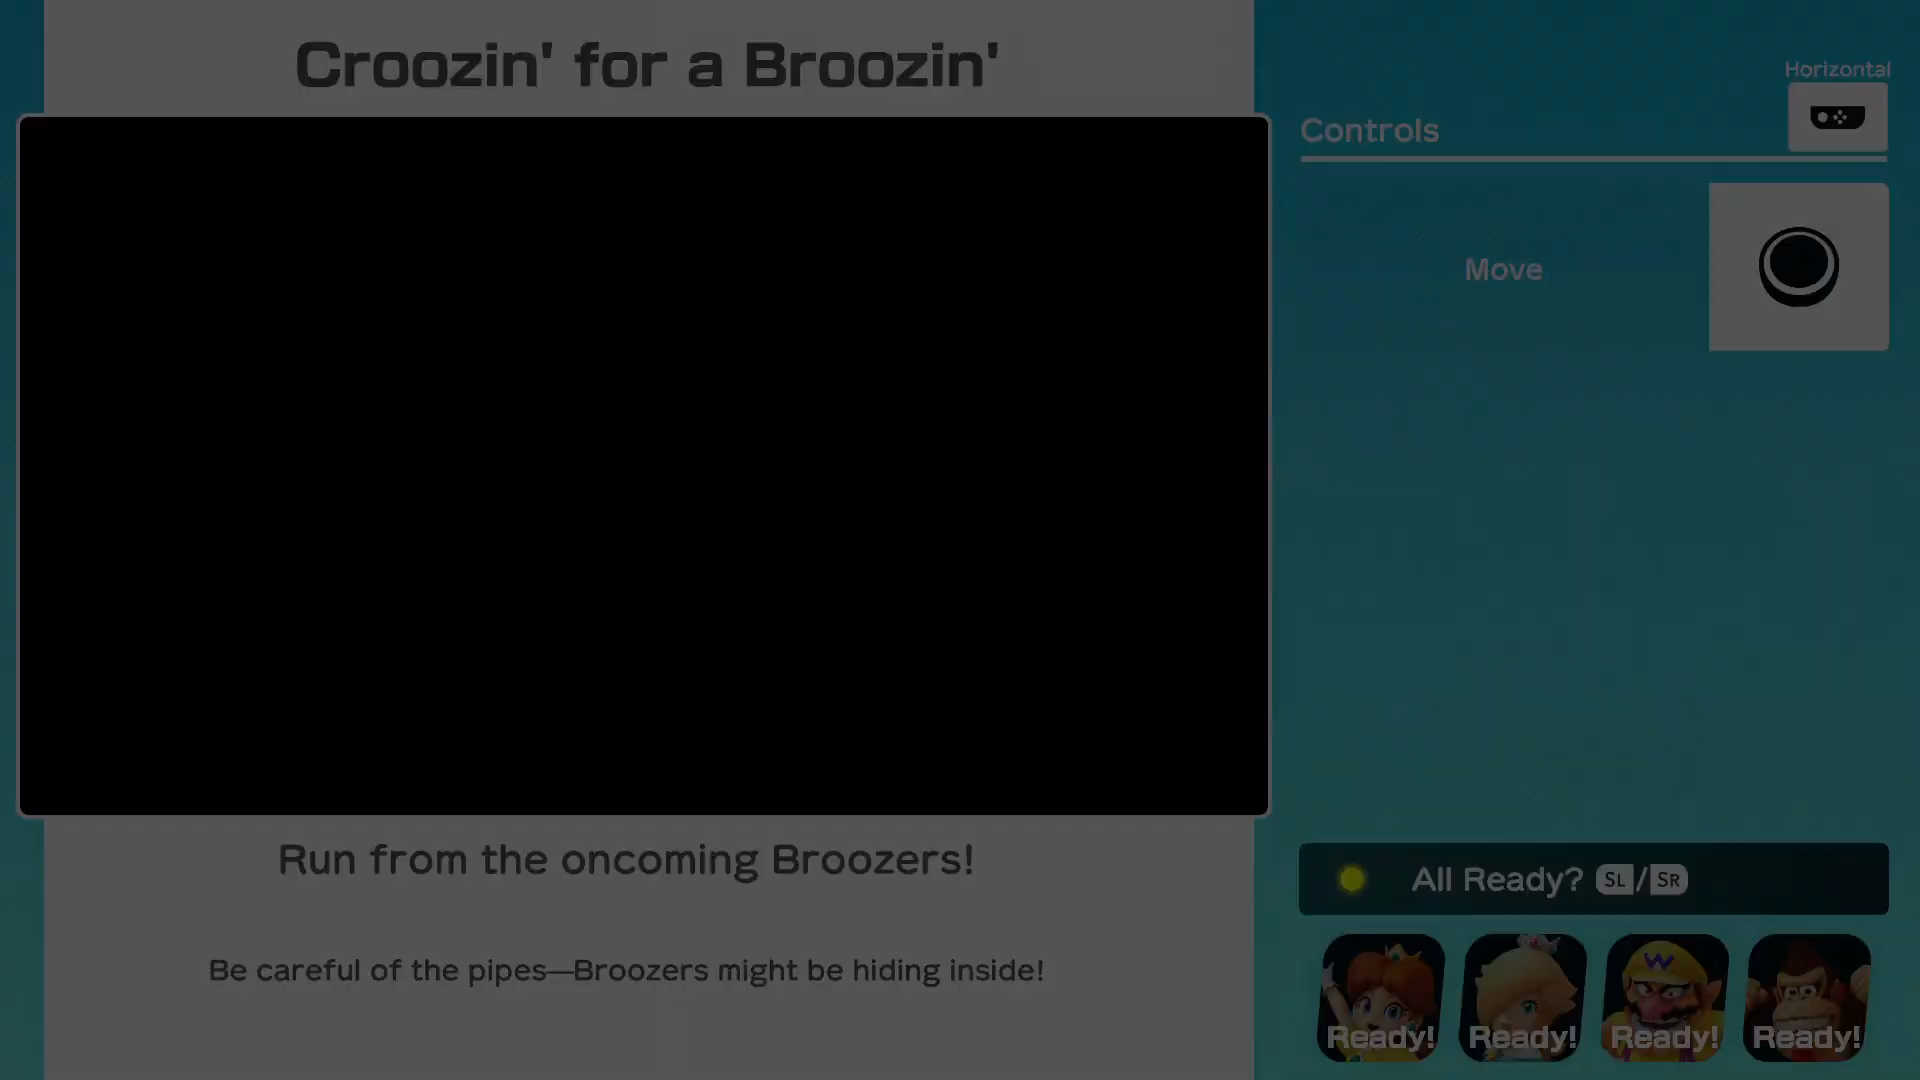 Croozin' for a Broozin'
Horizontal
Controls
Move
Run from the oncoming Broozers!
Be careful of the pipes—Broozers might be hiding inside!
All Ready? SL/SR
Ready! Ready! Ready! Ready!